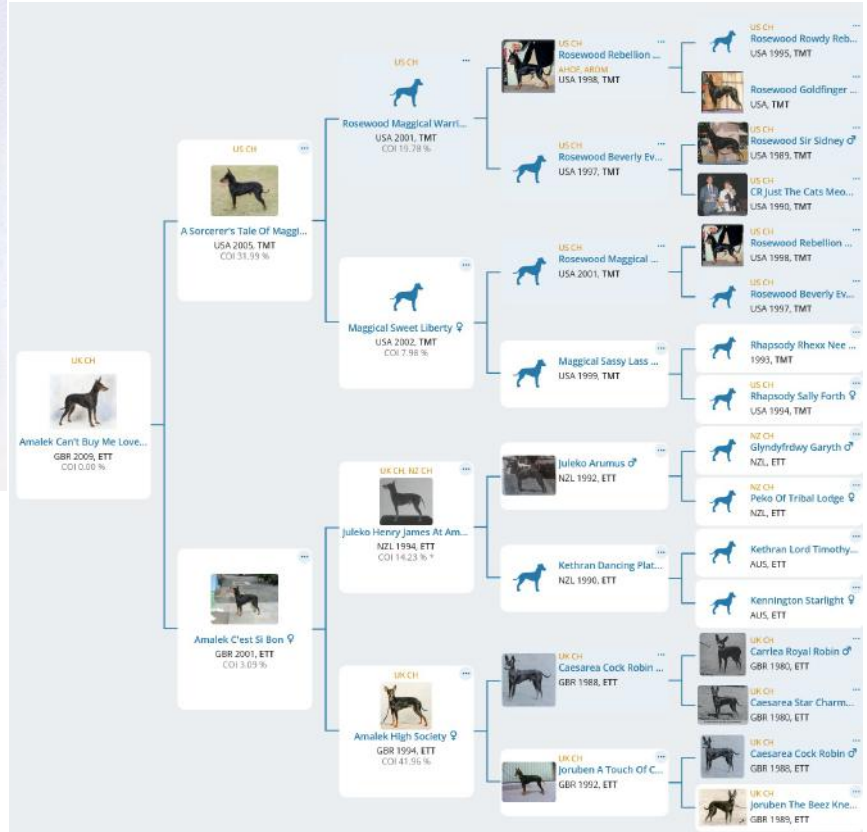 UK CH
Amalek Can't Buy Me Love...
GBR 2009, ETT
COI 0.00 %
US CH
A Sorcerer's Tale Of Maggi...
USA 2005, TMT
COI 31.99 %
Amalek C'est Si Bon ♀
GBR 2001, ETT
COI 3.09 %
US CH
Rosewood Maggical Warri...
USA 2001, TMT
COI 19.78 %
Maggical Sweet Liberty ♀
USA 2002, TMT
COI 7.98 %
UK CH, NZ CH
Juleko Henry James At Am...
NZL 1994, ETT
COI 14.23 % *
UK CH
Amalek High Society ♀
GBR 1994, ETT
COI 41.96 %
US CH
Rosewood Rebellion ...
AHOF, AROM
USA 1998, TMT
US CH
Rosewood Beverly Ev...
USA 1997, TMT
US CH
Rosewood Maggical ...
USA 2001, TMT
Maggical Sassy Lass ...
USA 1999, TMT
Juleko Arumus ♂
NZL 1992, ETT
Kethran Dancing Plat...
NZL 1990, ETT
UK CH
Caesarea Cock Robin ...
GBR 1988, ETT
UK CH
Joruben A Touch Of C...
GBR 1992, ETT
US CH
Rosewood Rowdy Reb...
USA 1995, TMT
Rosewood Goldfinger ...
USA, TMT
US CH
Rosewood Sir Sidney ♂
USA 1989, TMT
US CH
CR Just The Cats Meo...
USA 1990, TMT
US CH
Rosewood Rebellion ...
USA 1998, TMT
US CH
Rosewood Beverly Ev...
USA 1997, TMT
Rhapsody Rhexx Nee ...
1993, TMT
US CH
Rhapsody Sally Forth ♀
USA 1994, TMT
NZ CH
Glyndyfrdwy Garyth ♂
NZL, ETT
NZ CH
Peko Of Tribal Lodge ♀
NZL, ETT
Kethran Lord Timothy...
AUS, ETT
Kennington Starlight ♀
AUS, ETT
UK CH
Carrlea Royal Robin ♂
GBR 1980, ETT
UK CH
Caesarea Star Charm...
GBR 1980, ETT
UK CH
Caesarea Cock Robin ♂
GBR 1988, ETT
UK CH
Joruben The Beez Kne...
GBR 1989, ETT